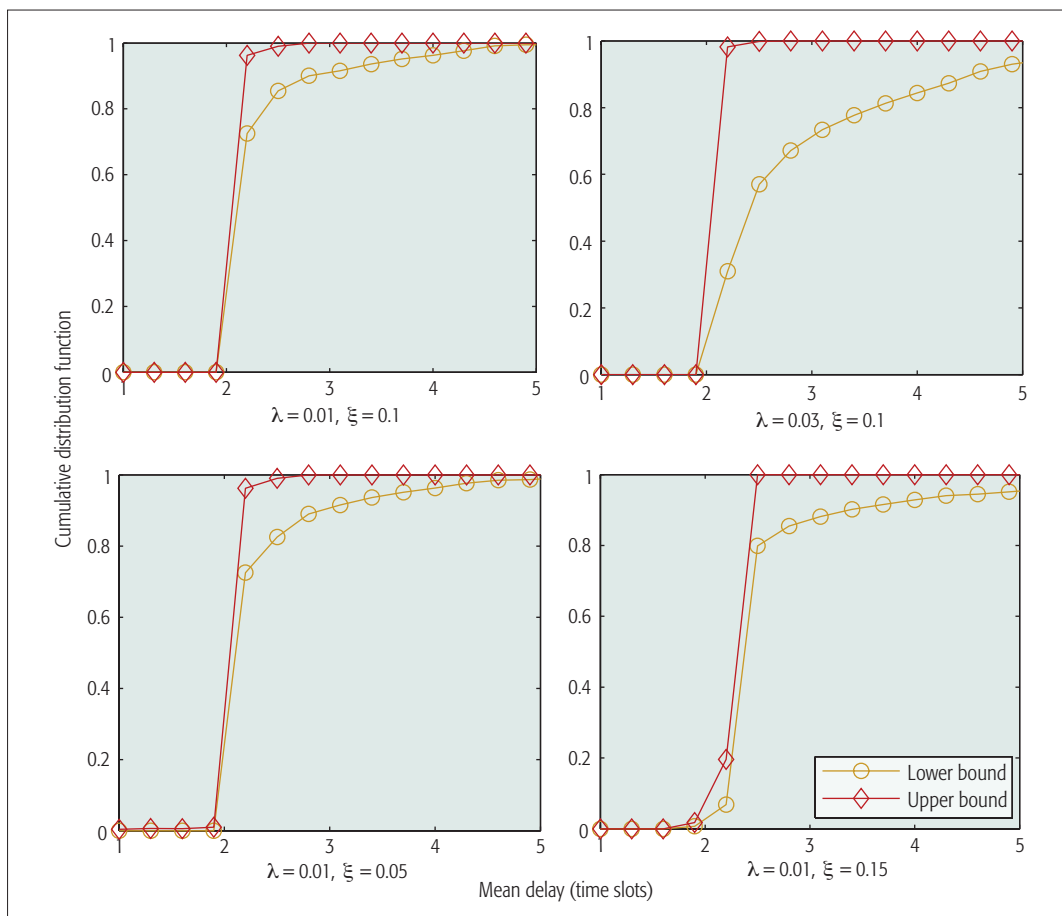 Cumulative distribution function
1
0.8
0.6
0.4
0.2
0
1 2 3 4 5
λ = 0.01, ξ = 0.1
1
0.8
0.6
0.4
0.2
0
1 2 3 4 5
λ = 0.03, ξ = 0.1
1
0.8
0.6
0.4
0.2
0
1 2 3 4 5
λ = 0.01, ξ = 0.05
1
0.8
0.6
0.4
0.2
0
1 2 3 4 5
λ = 0.01, ξ = 0.15
Lower bound
Upper bound
Mean delay (time slots)